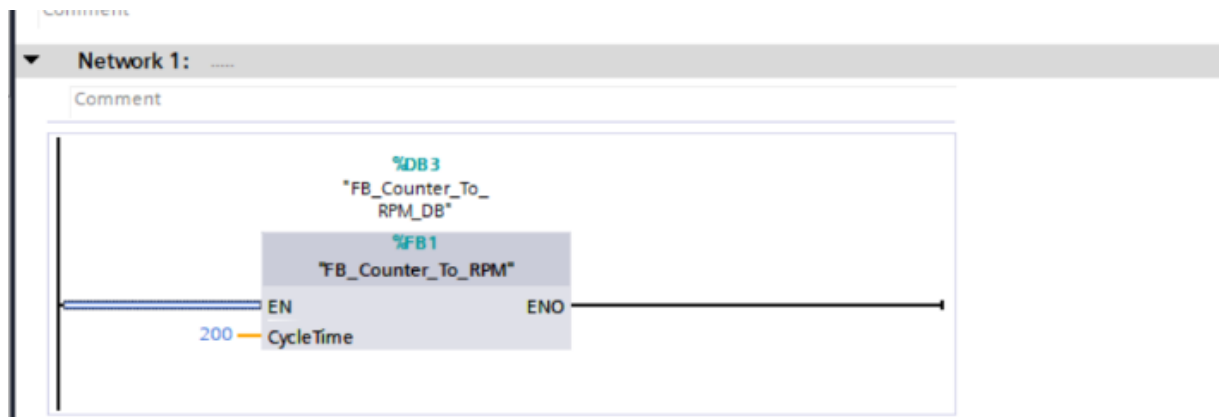 Comment
Network 1: .....
Comment
%DB3
"FB_Counter_To_
RPM_DB"
%FB1
"FB_Counter_To_RPM"
EN ENO
200 CycleTime